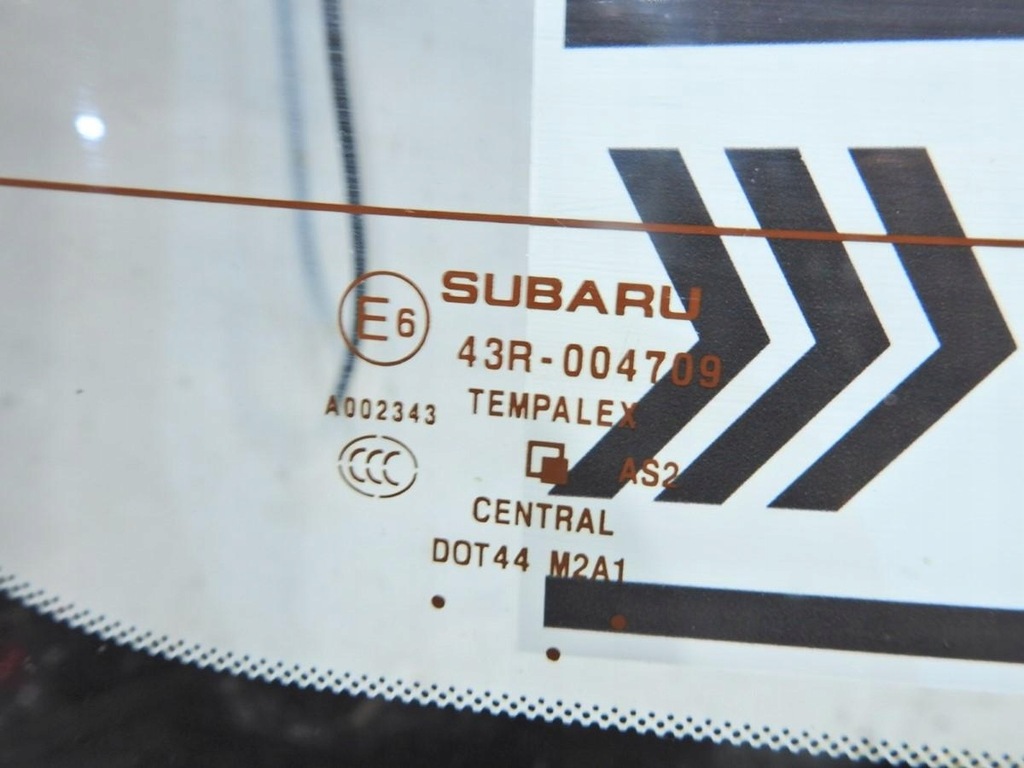 SUBARU
E6
43R-004709
A002343 TEMPALEX
CCC AS2
CENTRAL
DOT44 M2A1